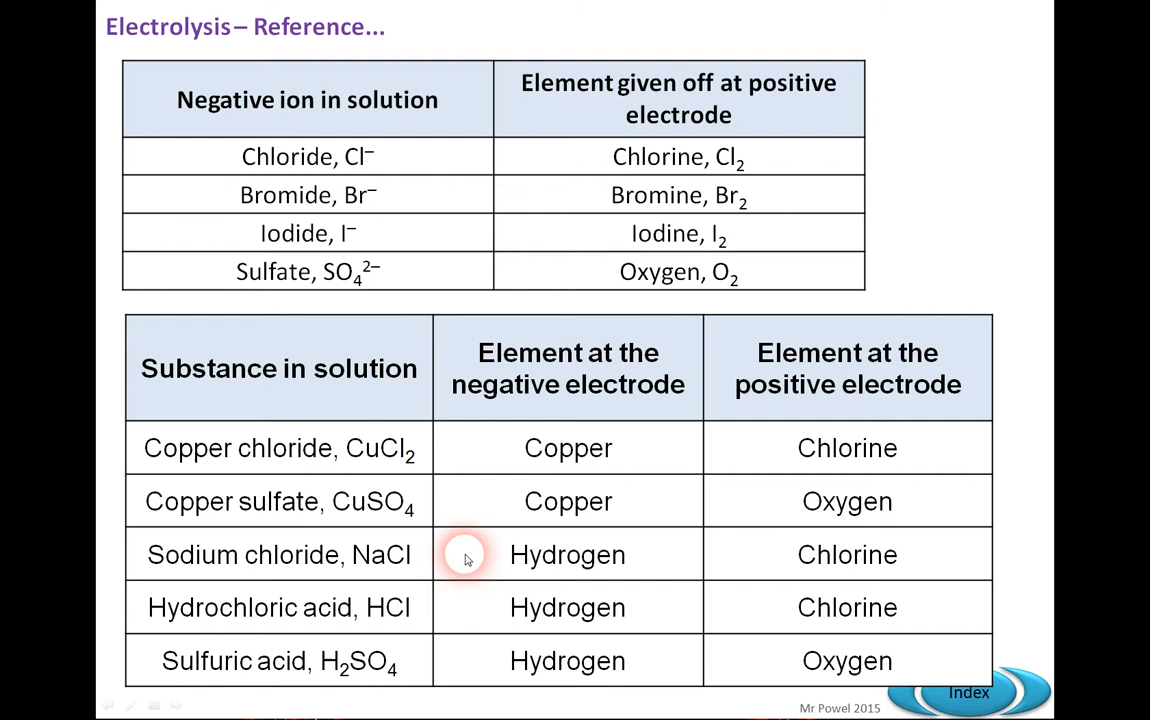 Electrolysis – Reference...
Negative ion in solution
Element given off at positive
electrode
Chloride, Cl⁻
Chlorine, Cl₂
Bromide, Br⁻
Bromine, Br₂
Iodide, I⁻
Iodine, I₂
Sulfate, SO₄²⁻
Oxygen, O₂
Substance in solution
Element at the
negative electrode
Element at the
positive electrode
Copper chloride, CuCl₂
Copper
Chlorine
Copper sulfate, CuSO₄
Copper
Oxygen
Sodium chloride, NaCl
Hydrogen
Chlorine
Hydrochloric acid, HCl
Hydrogen
Chlorine
Sulfuric acid, H₂SO₄
Hydrogen
Oxygen
Index
Mr Powel 2015